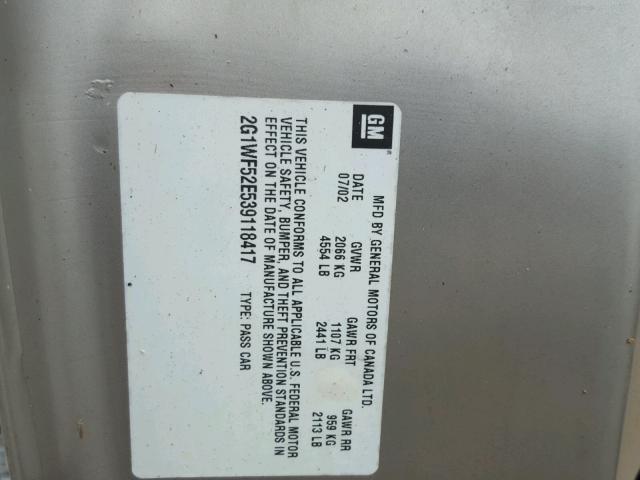 GM
MFD BY GENERAL MOTORS OF CANADA LTD.
DATE GVWR GAWR FRT GAWR RR
07/02 2066 KG 1107 KG 959 KG
4554 LB 2441 LB 2113 LB
THIS VEHICLE CONFORMS TO ALL APPLICABLE U.S. FEDERAL MOTOR
VEHICLE SAFETY, BUMPER, AND THEFT PREVENTION STANDARDS IN
EFFECT ON THE DATE OF MANUFACTURE SHOWN ABOVE.
2G1WF52E539118417 TYPE: PASS CAR